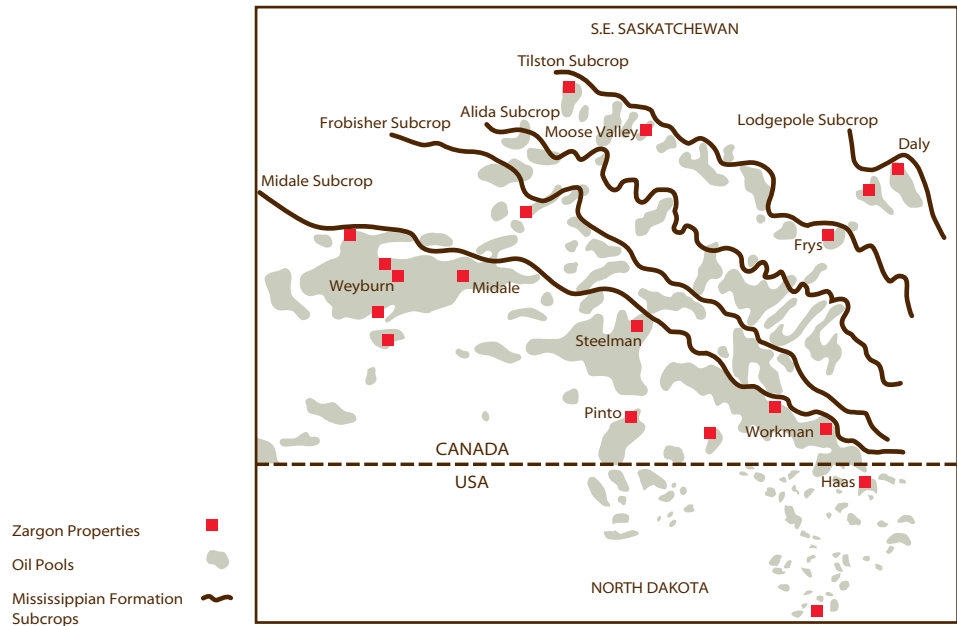 S.E. SASKATCHEWAN
Tilston Subcrop
Alida Subcrop
Frobisher Subcrop
Moose Valley
Lodgepole Subcrop
Daly
Midale Subcrop
Frys
Weyburn
Midale
Steelman
Pinto
Workman
CANADA
USA
Haas
Zargon Properties
Oil Pools
NORTH DAKOTA
Mississippian Formation
Subcrops